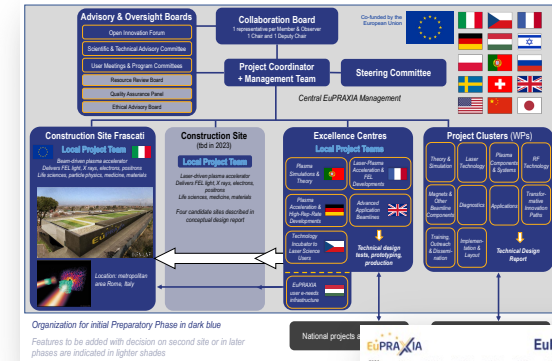 Advisory & Oversight Boards
Open Innovation Forum
Scientific & Technical Advisory Committee
User Meetings & Program Committees
Resource Review Board
Quality Assurance Panel
Ethical Advisory Board
Collaboration Board
1 representative per Member & Observer
1 Chair and 1 Deputy Chair
Co-funded by the
European Union
Project Coordinator
+ Management Team
Steering Committee
Central EuPRAXIA Management
Construction Site Frascati
Local Project Team
Beam-driven plasma accelerator
Delivers FEL light, X rays, electrons, positrons
Life sciences, particle physics, medicine, materials
Location: metropolitan
area Rome, Italy
Construction Site
(tbd in 2023)
Local Project Team
Laser-driven plasma accelerator
Delivers FEL light, X rays, electrons,
positrons
Life sciences, medicine, materials
Four candidate sites described in
conceptual design report
Excellence Centres
Local Project Teams
Plasma
Simulations &
Theory
Laser-Plasma
Acceleration &
FEL
Developments
Plasma
Acceleration &
High-Rep-Rate
Developments
Advanced
Application
Beamlines
Technology
Incubator to
Laser Science
Users
Technical design
tests, prototyping,
production
EuPRAXIA
user e-needs
infrastructure
Project Clusters (WPs)
Theory &
Simulation
Laser
Technology
Plasma
Components
& Systems
RF
Technology
Magnets &
Other
Beamline
Components
Diagnostics
Applications
Transfor-
mative
Innovation
Paths
Training,
Outreach
& Dissemi-
nation
Implemen-
tation &
Layout
Technical Design
Report
Organization for initial Preparatory Phase in dark blue
Features to be added with decision on second site or in later
phases are indicated in lighter shades
National projects a
EuPRAXIA
EuI